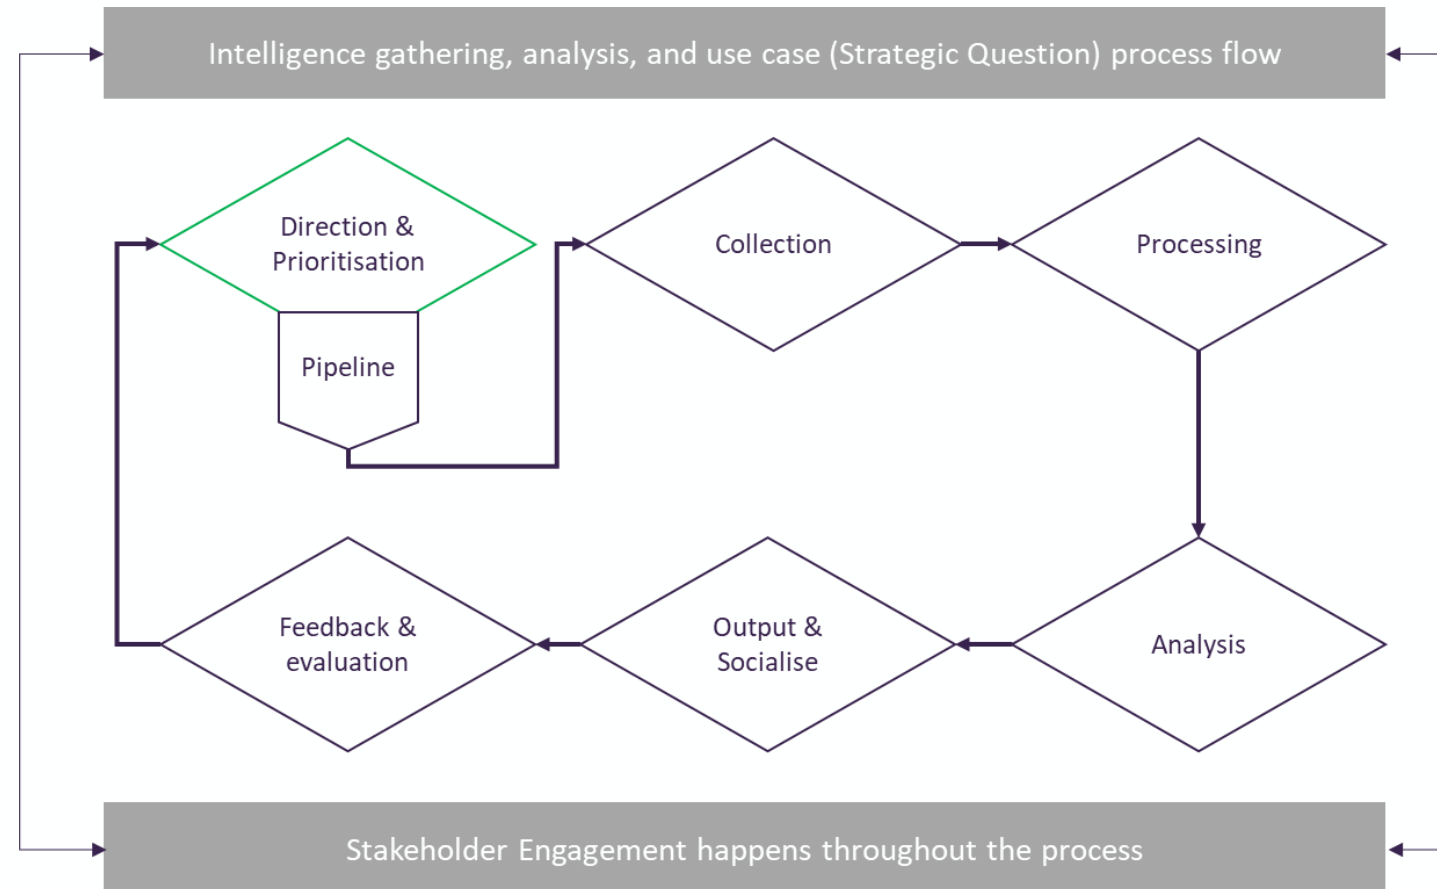 Intelligence gathering, analysis, and use case (Strategic Question) process flow
Direction &
Prioritisation
Pipeline
Collection
Processing
Analysis
Output &
Socialise
Feedback &
evaluation
Stakeholder Engagement happens throughout the process